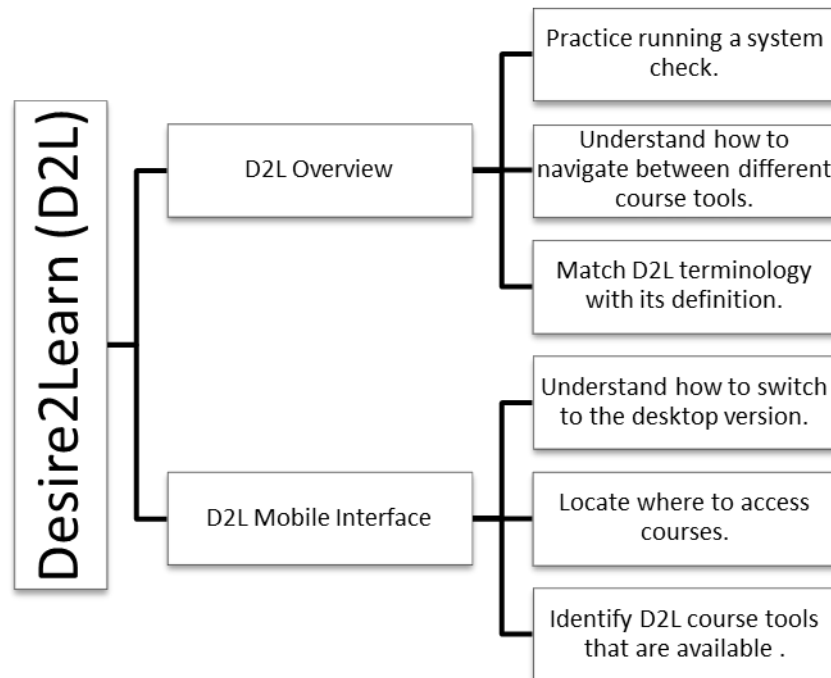 Desire2Learn (D2L)
D2L Overview
Practice running a system
check.
Understand how to
navigate between different
course tools.
Match D2L terminology
with its definition.
D2L Mobile Interface
Understand how to switch
to the desktop version.
Locate where to access
courses.
Identify D2L course tools
that are available .